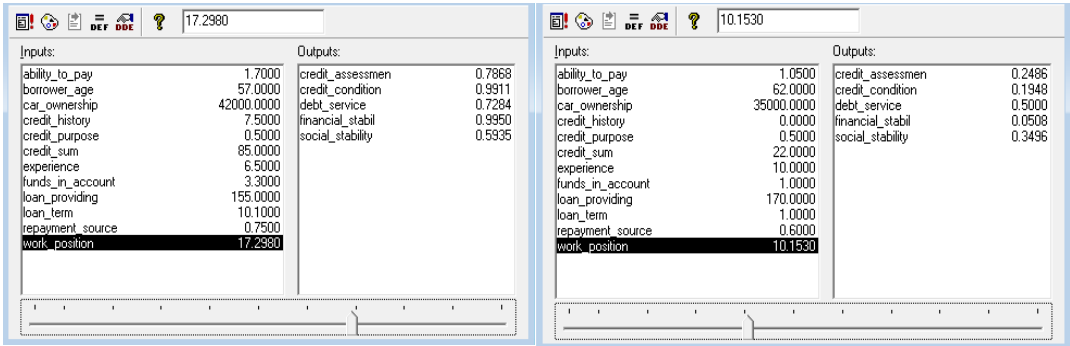 DEF DDE ? 17.2980
Inputs: Outputs:
ability_to_pay 1.7000 credit_assessmen 0.7868
borrower_age 57.0000 credit_condition 0.9911
car_ownership 42000.0000 debt_service 0.7284
credit_history 7.5000 financial_stabil 0.9950
credit_purpose 0.5000 social_stability 0.5935
credit_sum 85.0000
experience 6.5000
funds_in_account 3.3000
loan_providing 155.0000
loan_term 10.1000
repayment_source 0.7500
work_position 17.2980
DEF DDE ? 10.1530
Inputs: Outputs:
ability_to_pay 1.0500 credit_assessmen 0.2486
borrower_age 62.0000 credit_condition 0.1948
car_ownership 35000.0000 debt_service 0.5000
credit_history 0.0000 financial_stabil 0.0508
credit_purpose 0.5000 social_stability 0.3496
credit_sum 22.0000
experience 10.0000
funds_in_account 1.0000
loan_providing 170.0000
loan_term 1.0000
repayment_source 0.6000
work_position 10.1530